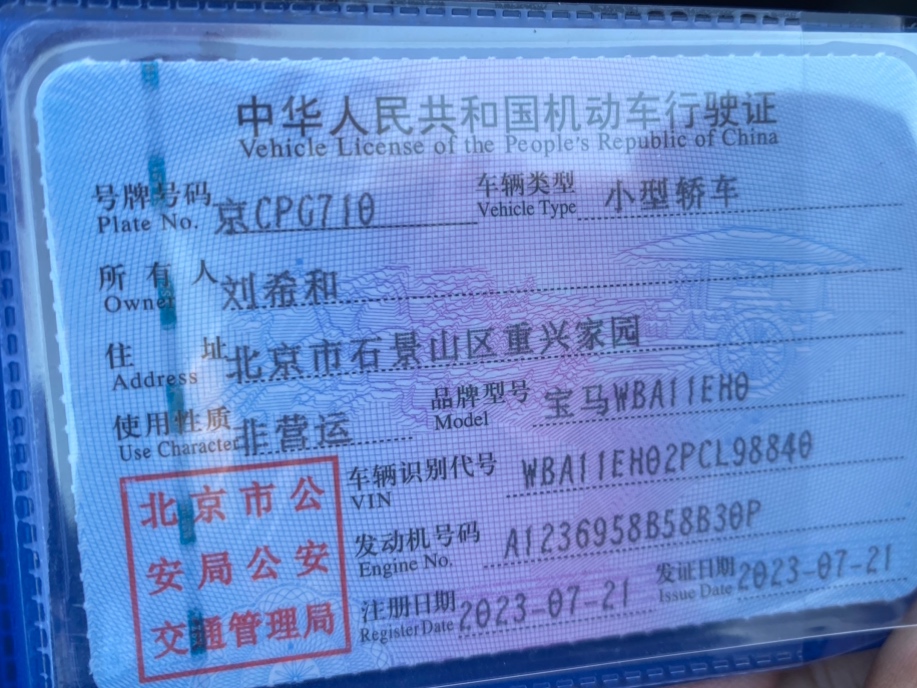 中华人民共和国机动车行驶证
Vehicle License of the People's Republic of China
号牌号码 京CPG710 车辆类型 小型轿车
Plate No. Vehicle Type
所有人 刘希和
Owner
住址 北京市石景山区重兴家园
Address
使用性质 非营运 品牌型号 宝马WBA11EH0
Use Character Model
车辆识别代号 WBA11EH02PCL98840
VIN
发动机号码 A1236958B58B30P
Engine No.
注册日期 2023-07-21 发证日期 2023-07-21
Register Date Issue Date
北京市公
安局公安
交通管理局